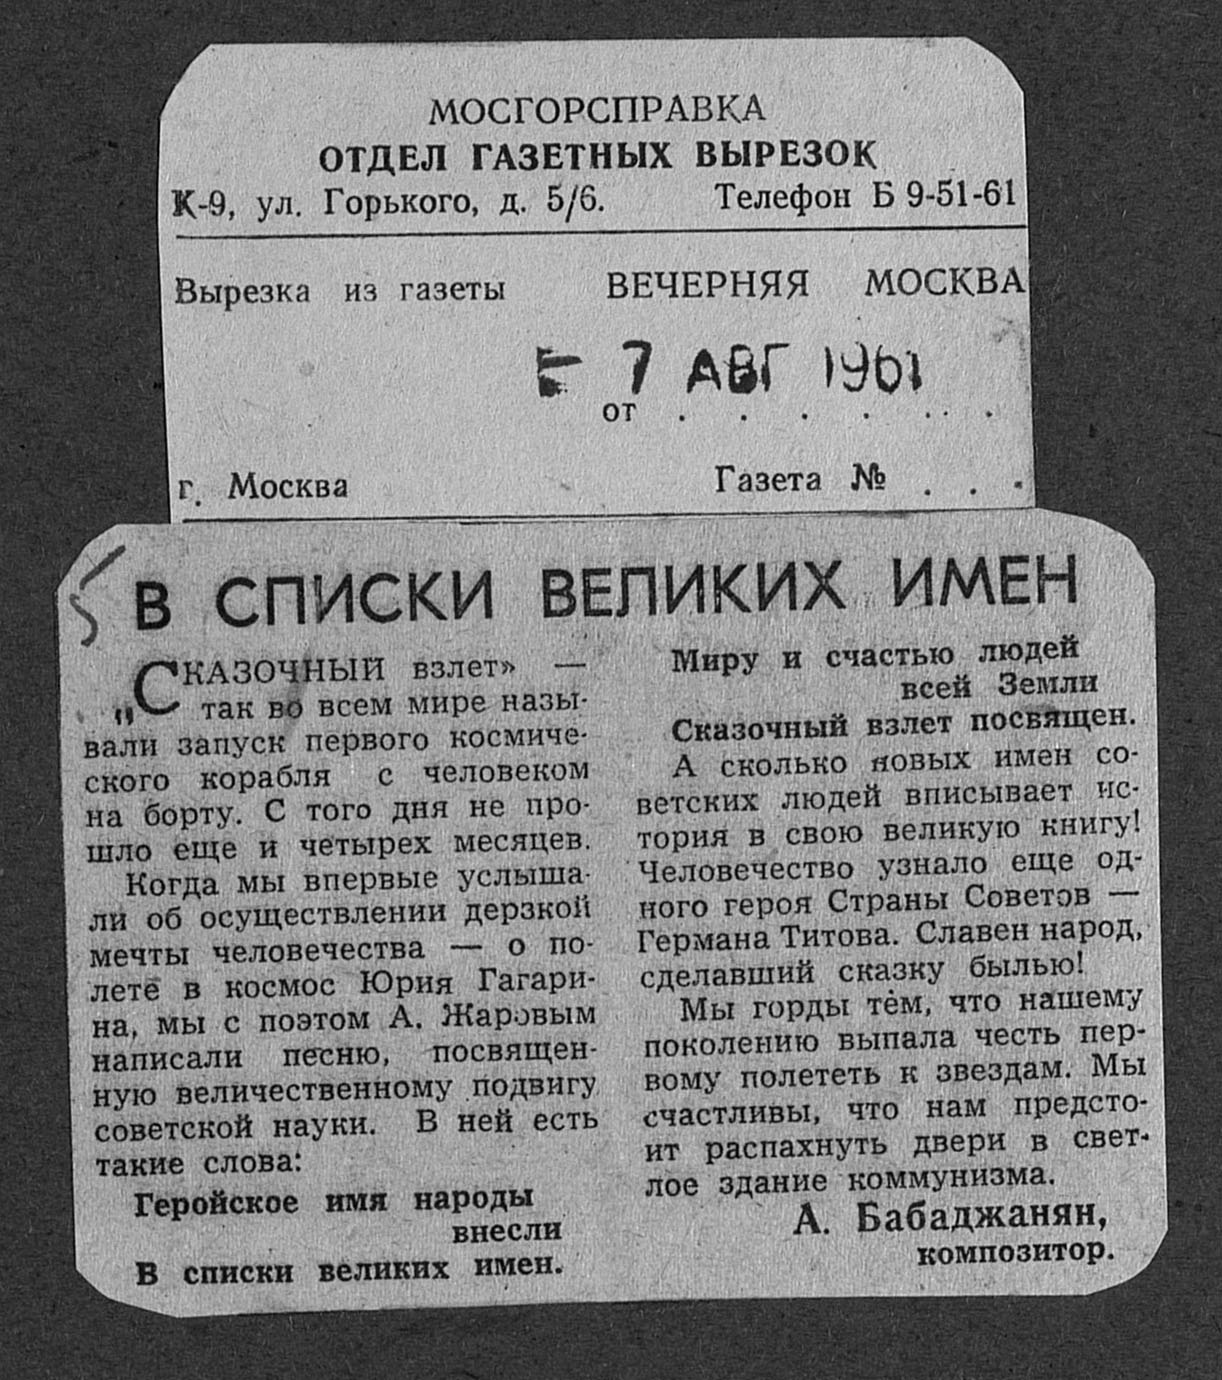 МОСГОРСПРАВКА
ОТДЕЛ ГАЗЕТНЫХ ВЫРЕЗОК
К-9, ул. Горького, д. 5/6. Телефон Б 9-51-61
Вырезка из газеты ВЕЧЕРНЯЯ МОСКВА
7 АВГ 1961
от . . . . . . .
г. Москва Газета № . . .
В СПИСКИ ВЕЛИКИХ ИМЕН
„СКАЗОЧНЫЙ взлет» —
так во всем мире назы-
вали запуск первого космиче-
ского корабля с человеком
на борту. С того дня не про-
шло еще и четырех месяцев.
Когда мы впервые услыша-
ли об осуществлении дерзкой
мечты человечества — о по-
лете в космос Юрия Гагари-
на, мы с поэтом А. Жаровым
написали песню, посвящен-
ную величественному подвигу
советской науки. В ней есть
такие слова:
Геройское имя народы
внесли
В списки великих имен.
Миру и счастью людей
всей Земли
Сказочный взлет посвящен.
А сколько новых имен со-
ветских людей вписывает ис-
тория в свою великую книгу!
Человечество узнало еще од-
ного героя Страны Советов —
Германа Титова. Славен народ,
сделавший сказку былью!
Мы горды тем, что нашему
поколению выпала честь пер-
вому полететь к звездам. Мы
счастливы, что нам предсто-
ит распахнуть двери в свет-
лое здание коммунизма.
А. Бабаджанян,
композитор.